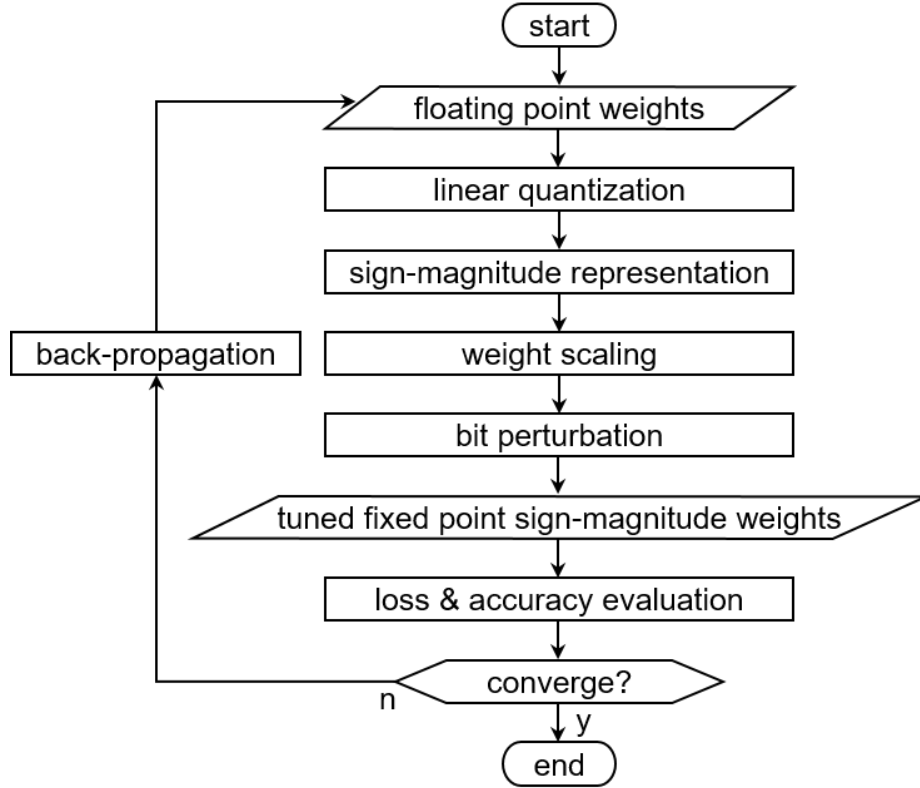 start
floating point weights
linear quantization
sign-magnitude representation
back-propagation
weight scaling
bit perturbation
tuned fixed point sign-magnitude weights
loss & accuracy evaluation
converge?
n
y
end